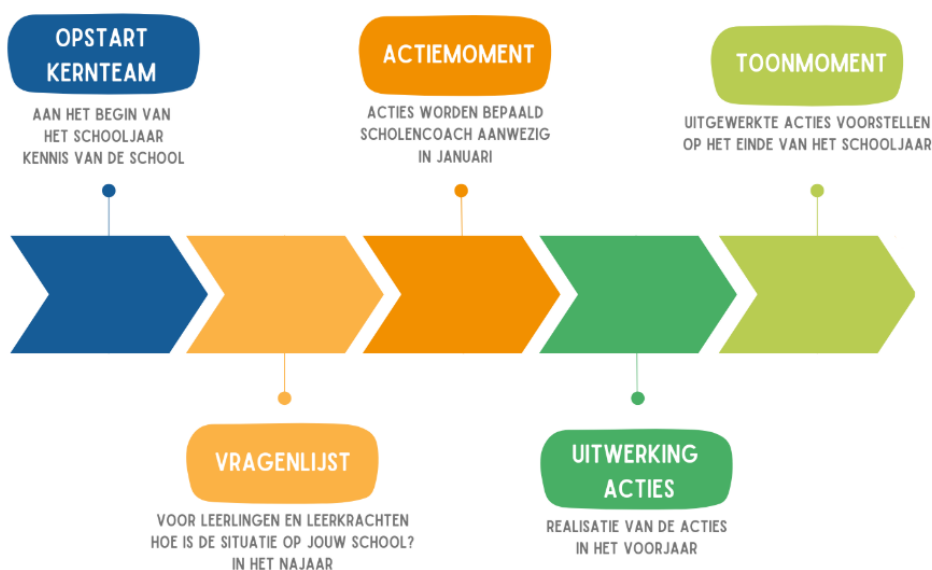 OPSTART
KERNTEAM
AAN HET BEGIN VAN
HET SCHOOLJAAR
KENNIS VAN DE SCHOOL
VRAGENLIJST
VOOR LEERLINGEN EN LEERKRACHTEN
HOE IS DE SITUATIE OP JOUW SCHOOL?
IN HET NAJAAR
ACTIEMOMENT
ACTIES WORDEN BEPAALD
SCHOLENCOACH AANWEZIG
IN JANUARI
UITWERKING
ACTIES
REALISATIE VAN DE ACTIES
IN HET VOORJAAR
TOONMOMENT
UITGEWERKTE ACTIES VOORSTELLEN
OP HET EINDE VAN HET SCHOOLJAAR